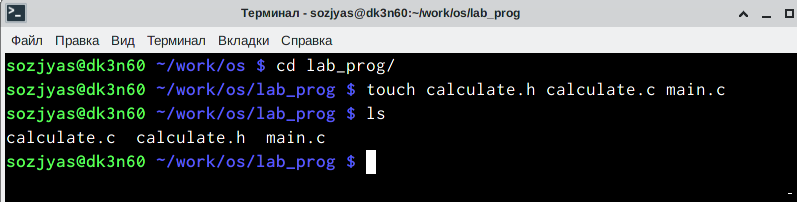 Терминал - sozjyas@dk3n60:~/work/os/lab_prog
Файл Правка Вид Терминал Вкладки Справка
sozjyas@dk3n60 ~/work/os $ cd lab_prog/
sozjyas@dk3n60 ~/work/os/lab_prog $ touch calculate.h calculate.c main.c
sozjyas@dk3n60 ~/work/os/lab_prog $ ls
calculate.c  calculate.h  main.c
sozjyas@dk3n60 ~/work/os/lab_prog $